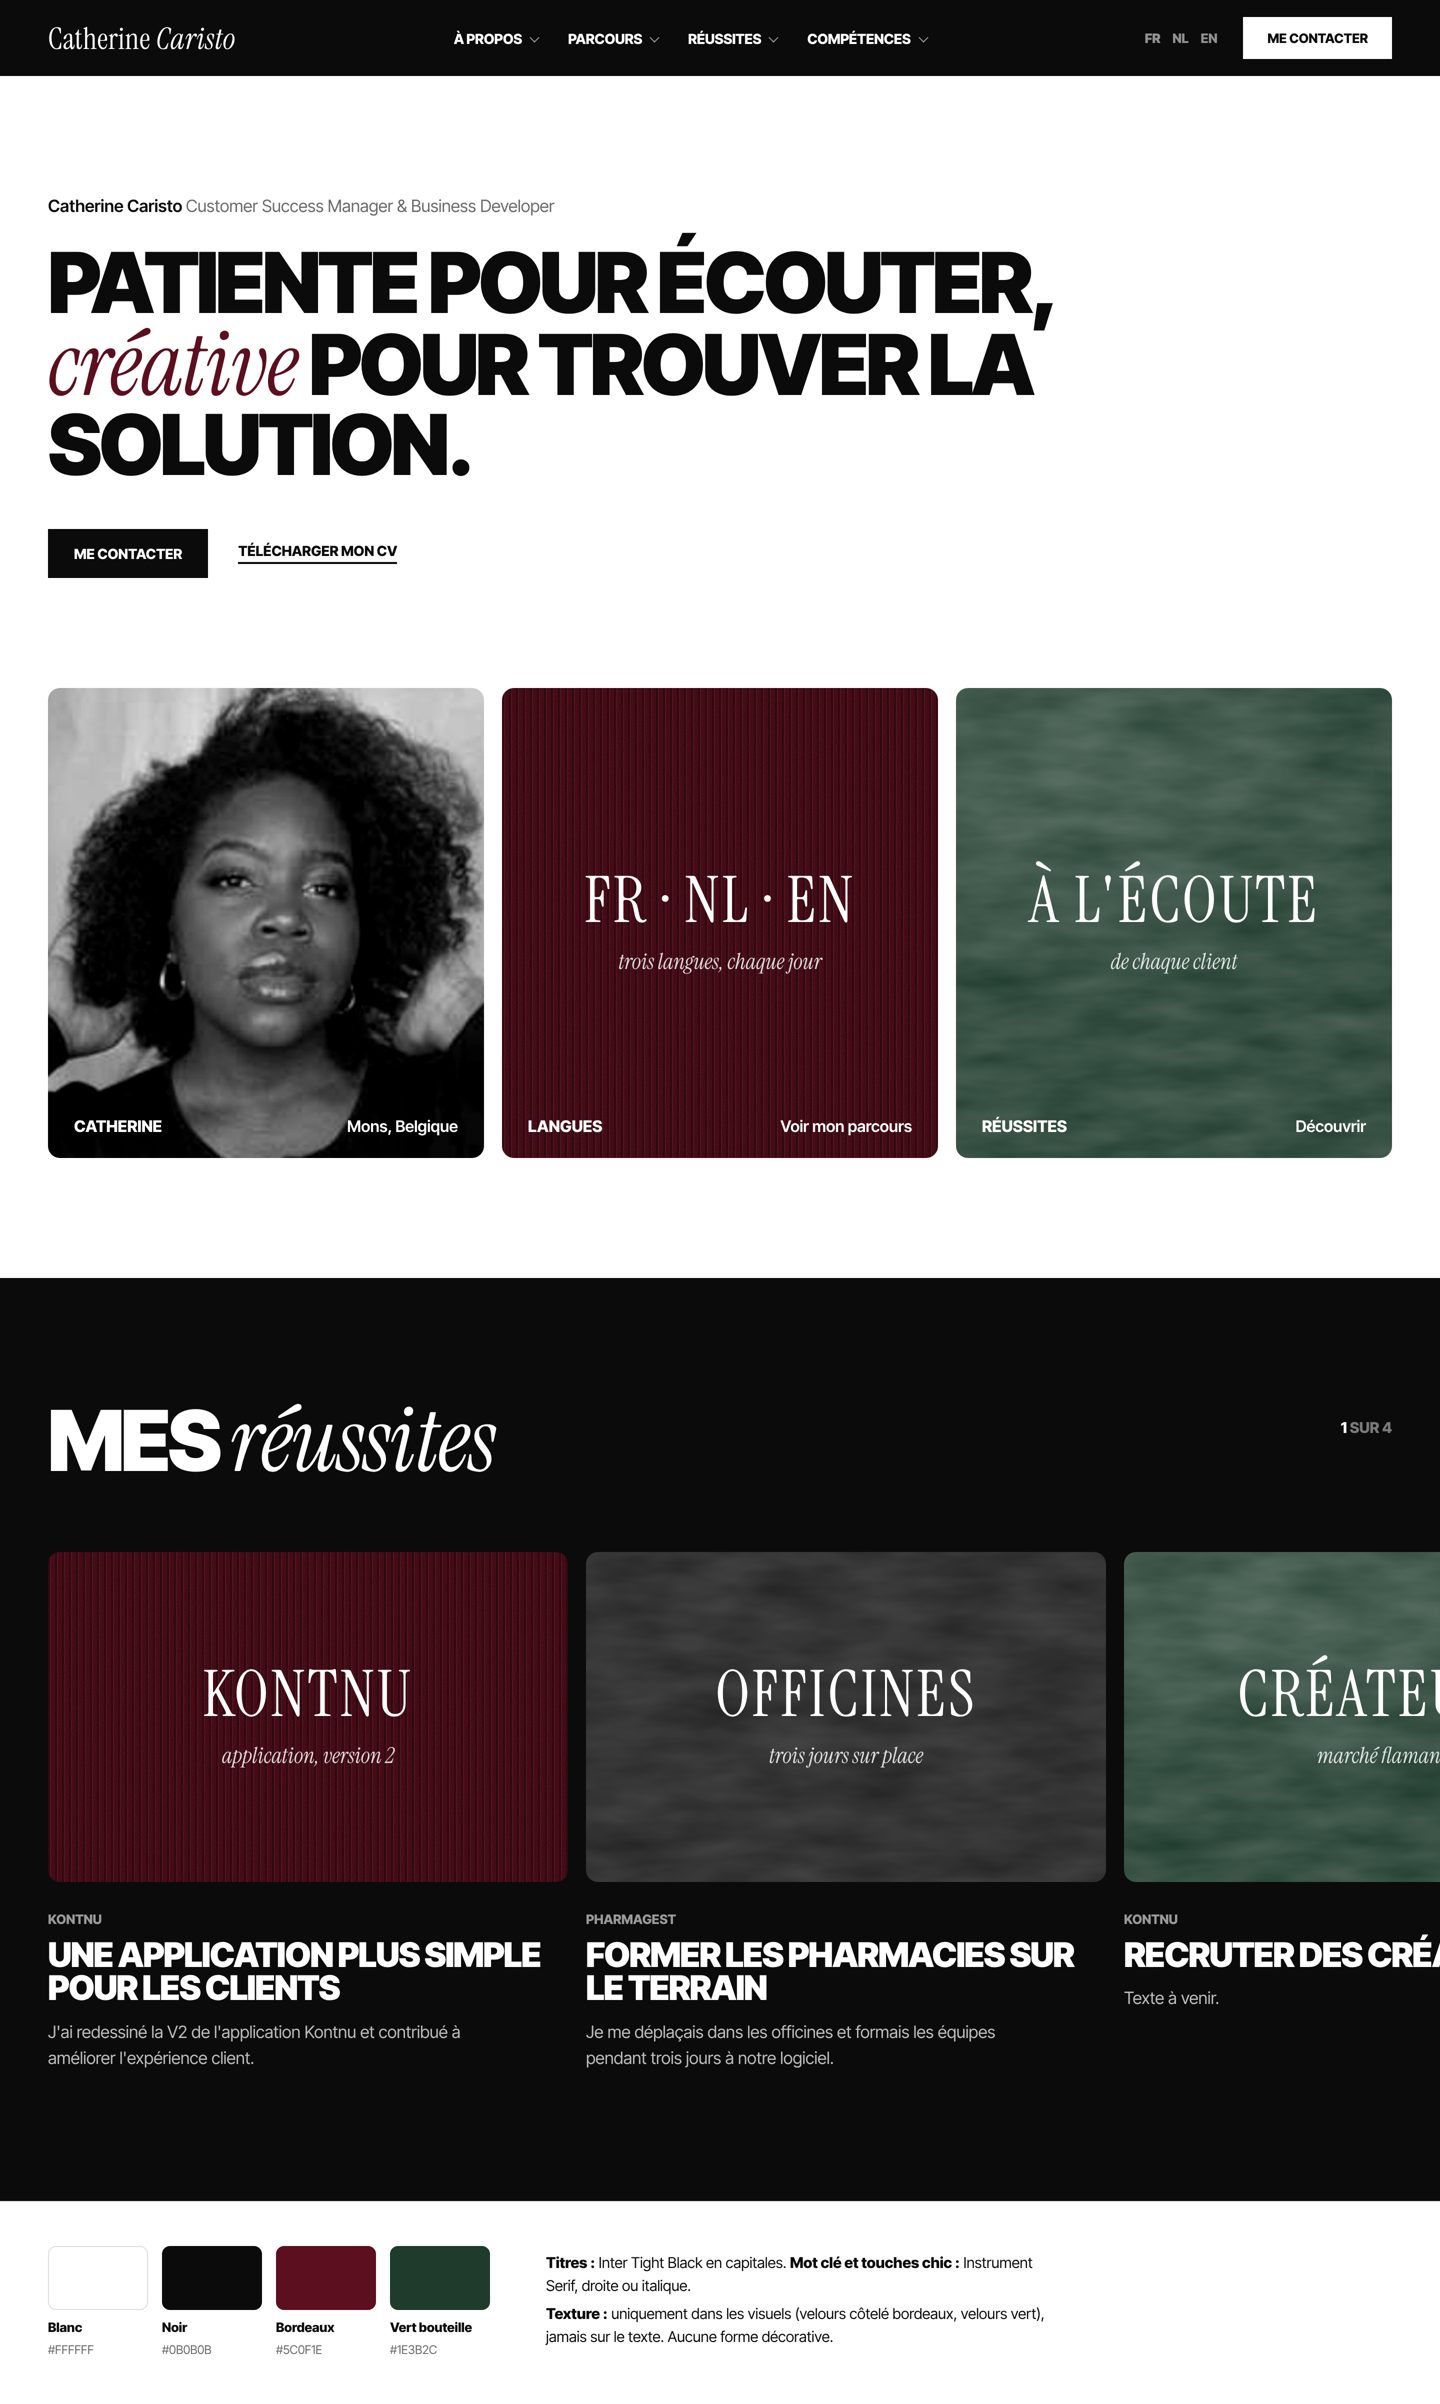 Catherine Caristo
À PROPOS
PARCOURS
RÉUSSITES
COMPÉTENCES
FR NL EN
ME CONTACTER
Catherine Caristo Customer Success Manager & Business Developer
PATIENTE POUR ÉCOUTER,
créative POUR TROUVER LA
SOLUTION.
ME CONTACTER
TÉLÉCHARGER MON CV
CATHERINE
Mons, Belgique
FR · NL · EN
trois langues, chaque jour
LANGUES
Voir mon parcours
À L'ÉCOUTE
de chaque client
RÉUSSITES
Découvrir
MES réussites
1 SUR 4
KONTNU
application, version 2
KONTNU
UNE APPLICATION PLUS SIMPLE
POUR LES CLIENTS
J'ai redessiné la V2 de l'application Kontnu et contribué à
améliorer l'expérience client.
OFFICINES
trois jours sur place
PHARMAGEST
FORMER LES PHARMACIES SUR
LE TERRAIN
Je me déplaçais dans les officines et formais les équipes
pendant trois jours à notre logiciel.
CRÉATEU
marché flaman
KONTNU
RECRUTER DES CRÉA
Texte à venir.
Blanc
#FFFFFF
Noir
#0B0B0B
Bordeaux
#5C0F1E
Vert bouteille
#1E3B2C
Titres : Inter Tight Black en capitales. Mot clé et touches chic : Instrument
Serif, droite ou italique.
Texture : uniquement dans les visuels (velours côtelé bordeaux, velours vert),
jamais sur le texte. Aucune forme décorative.